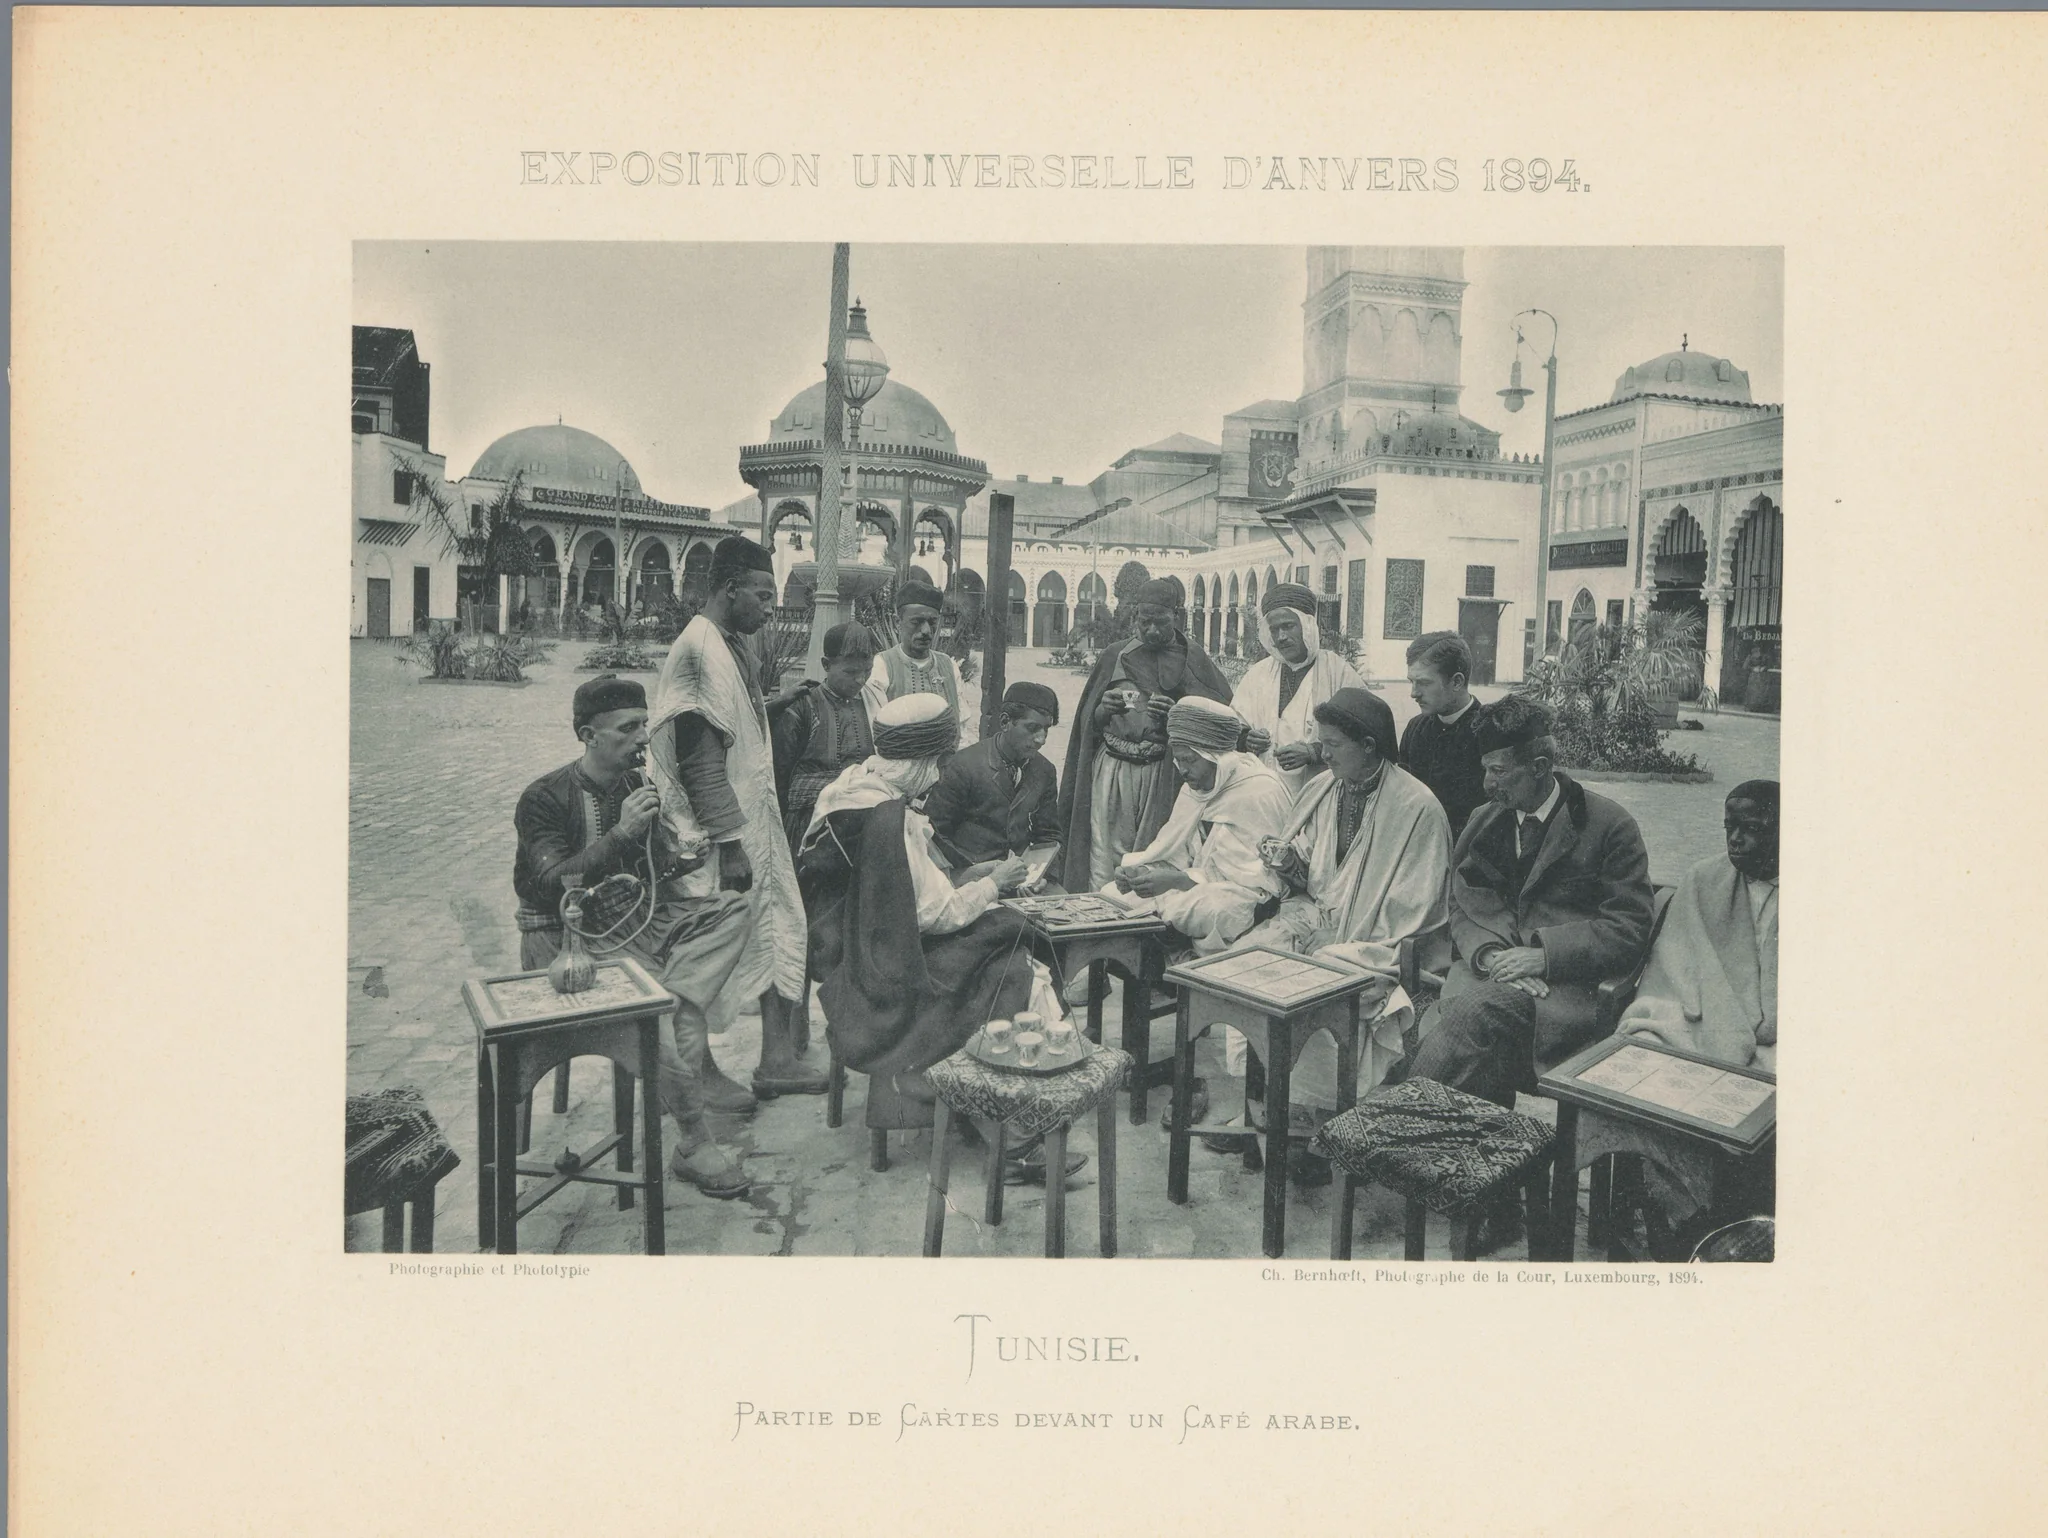 EXPOSITION UNIVERSELLE D'ANVERS 1894.
GRAND CAFÉ RESTAURANT
Photographie et Phototypie
Ch. Bernhœft, Photographe de la Cour, Luxembourg, 1894.
TUNISIE.
PARTIE DE CARTES DEVANT UN CAFÉ ARABE.